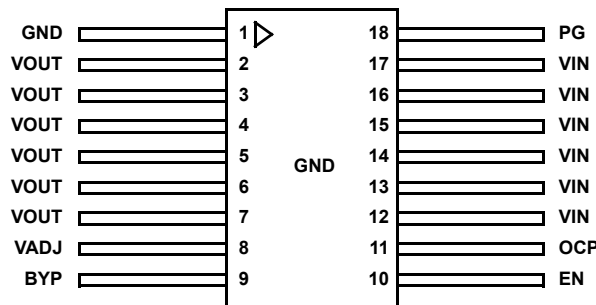 GND 1 18 PG
VOUT 2 17 VIN
VOUT 3 16 VIN
VOUT 4 15 VIN
VOUT 5 14 VIN
GND
VOUT 6 13 VIN
VOUT 7 12 VIN
VADJ 8 11 OCP
BYP 9 10 EN